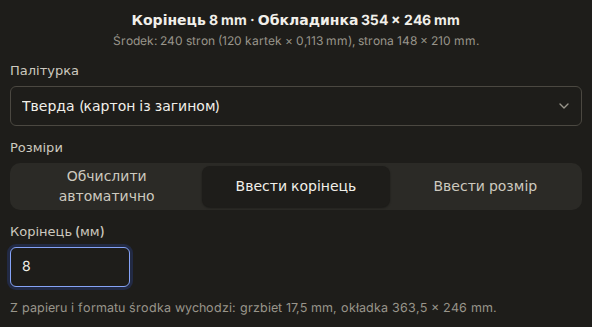 Корінець 8 mm · Обкладинка 354 × 246 mm
Środek: 240 stron (120 kartek × 0,113 mm), strona 148 × 210 mm.
Палітурка
Тверда (картон із загином)
Розміри
Обчислити
автоматично
Ввести корінець
Ввести розмір
Корінець (мм)
8
Z papieru i formatu środka wychodzi: grzbiet 17,5 mm, okładka 363,5 × 246 mm.